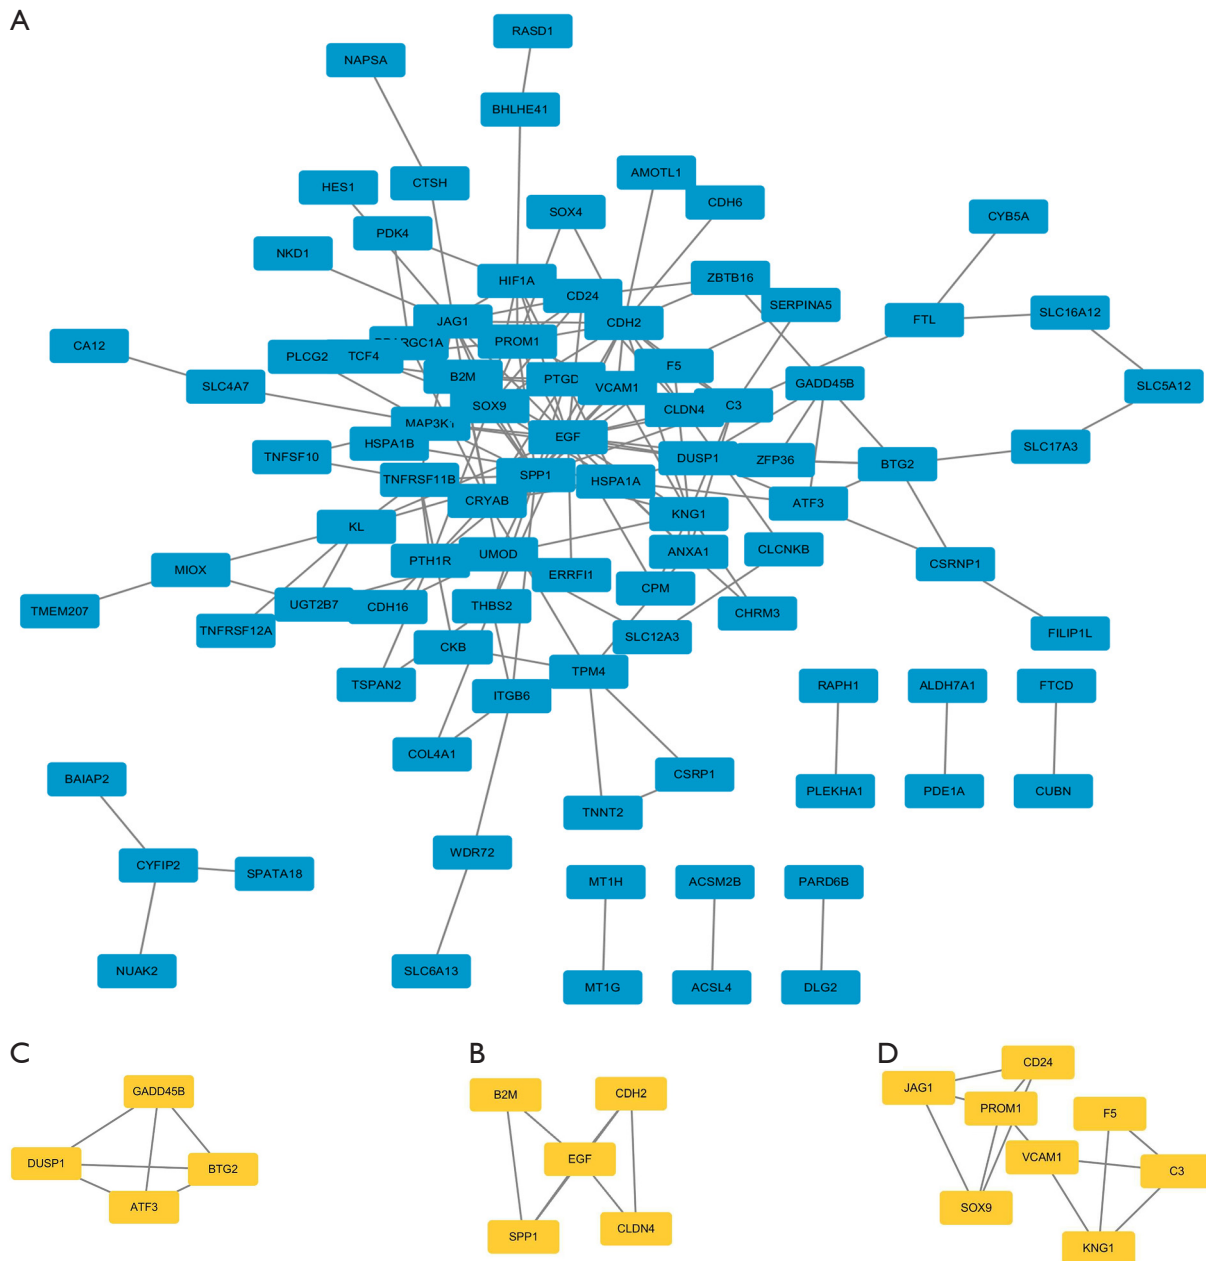 A
RASD1
NAPSA
BHLHE41
AMOTL1
CTSH
HES1
CDH6
SOX4
CYB5A
PDK4
NKD1
ZBTB16
HIF1A
CD24
SERPINA5
SLC16A12
JAG1
CDH2
FTL
PROM1
CA12
PLCG2
TCF4
F5
B2M
PTGD
VCAM1
GADD45B
SLC4A7
SLC5A12
SOX9
CLDN4
C3
MAP3K1
EGF
HSPA1B
SLC17A3
TNFSF10
DUSP1
ZFP36
BTG2
TNFRSF11B
SPP1
HSPA1A
CRYAB
ATF3
KNG1
KL
UMOD
ANXA1
CLCNKB
PTH1R
CSRNP1
MIOX
ERRFI1
CPM
TMEM207
UGT2B7
CDH16
THBS2
CHRM3
TNFRSF12A
SLC12A3
FILIP1L
CKB
TPM4
TSPAN2
RAPH1
ALDH7A1
FTCD
ITGB6
COL4A1
CSRP1
BAIAP2
PLEKHA1
PDE1A
CUBN
TNNT2
WDR72
CYFIP2
SPATA18
MT1H
ACSM2B
PARD6B
NUAK2
SLC6A13
MT1G
ACSL4
DLG2
C
GADD45B
DUSP1
BTG2
ATF3
B
B2M
CDH2
EGF
SPP1
CLDN4
D
CD24
JAG1
PROM1
F5
VCAM1
C3
SOX9
KNG1